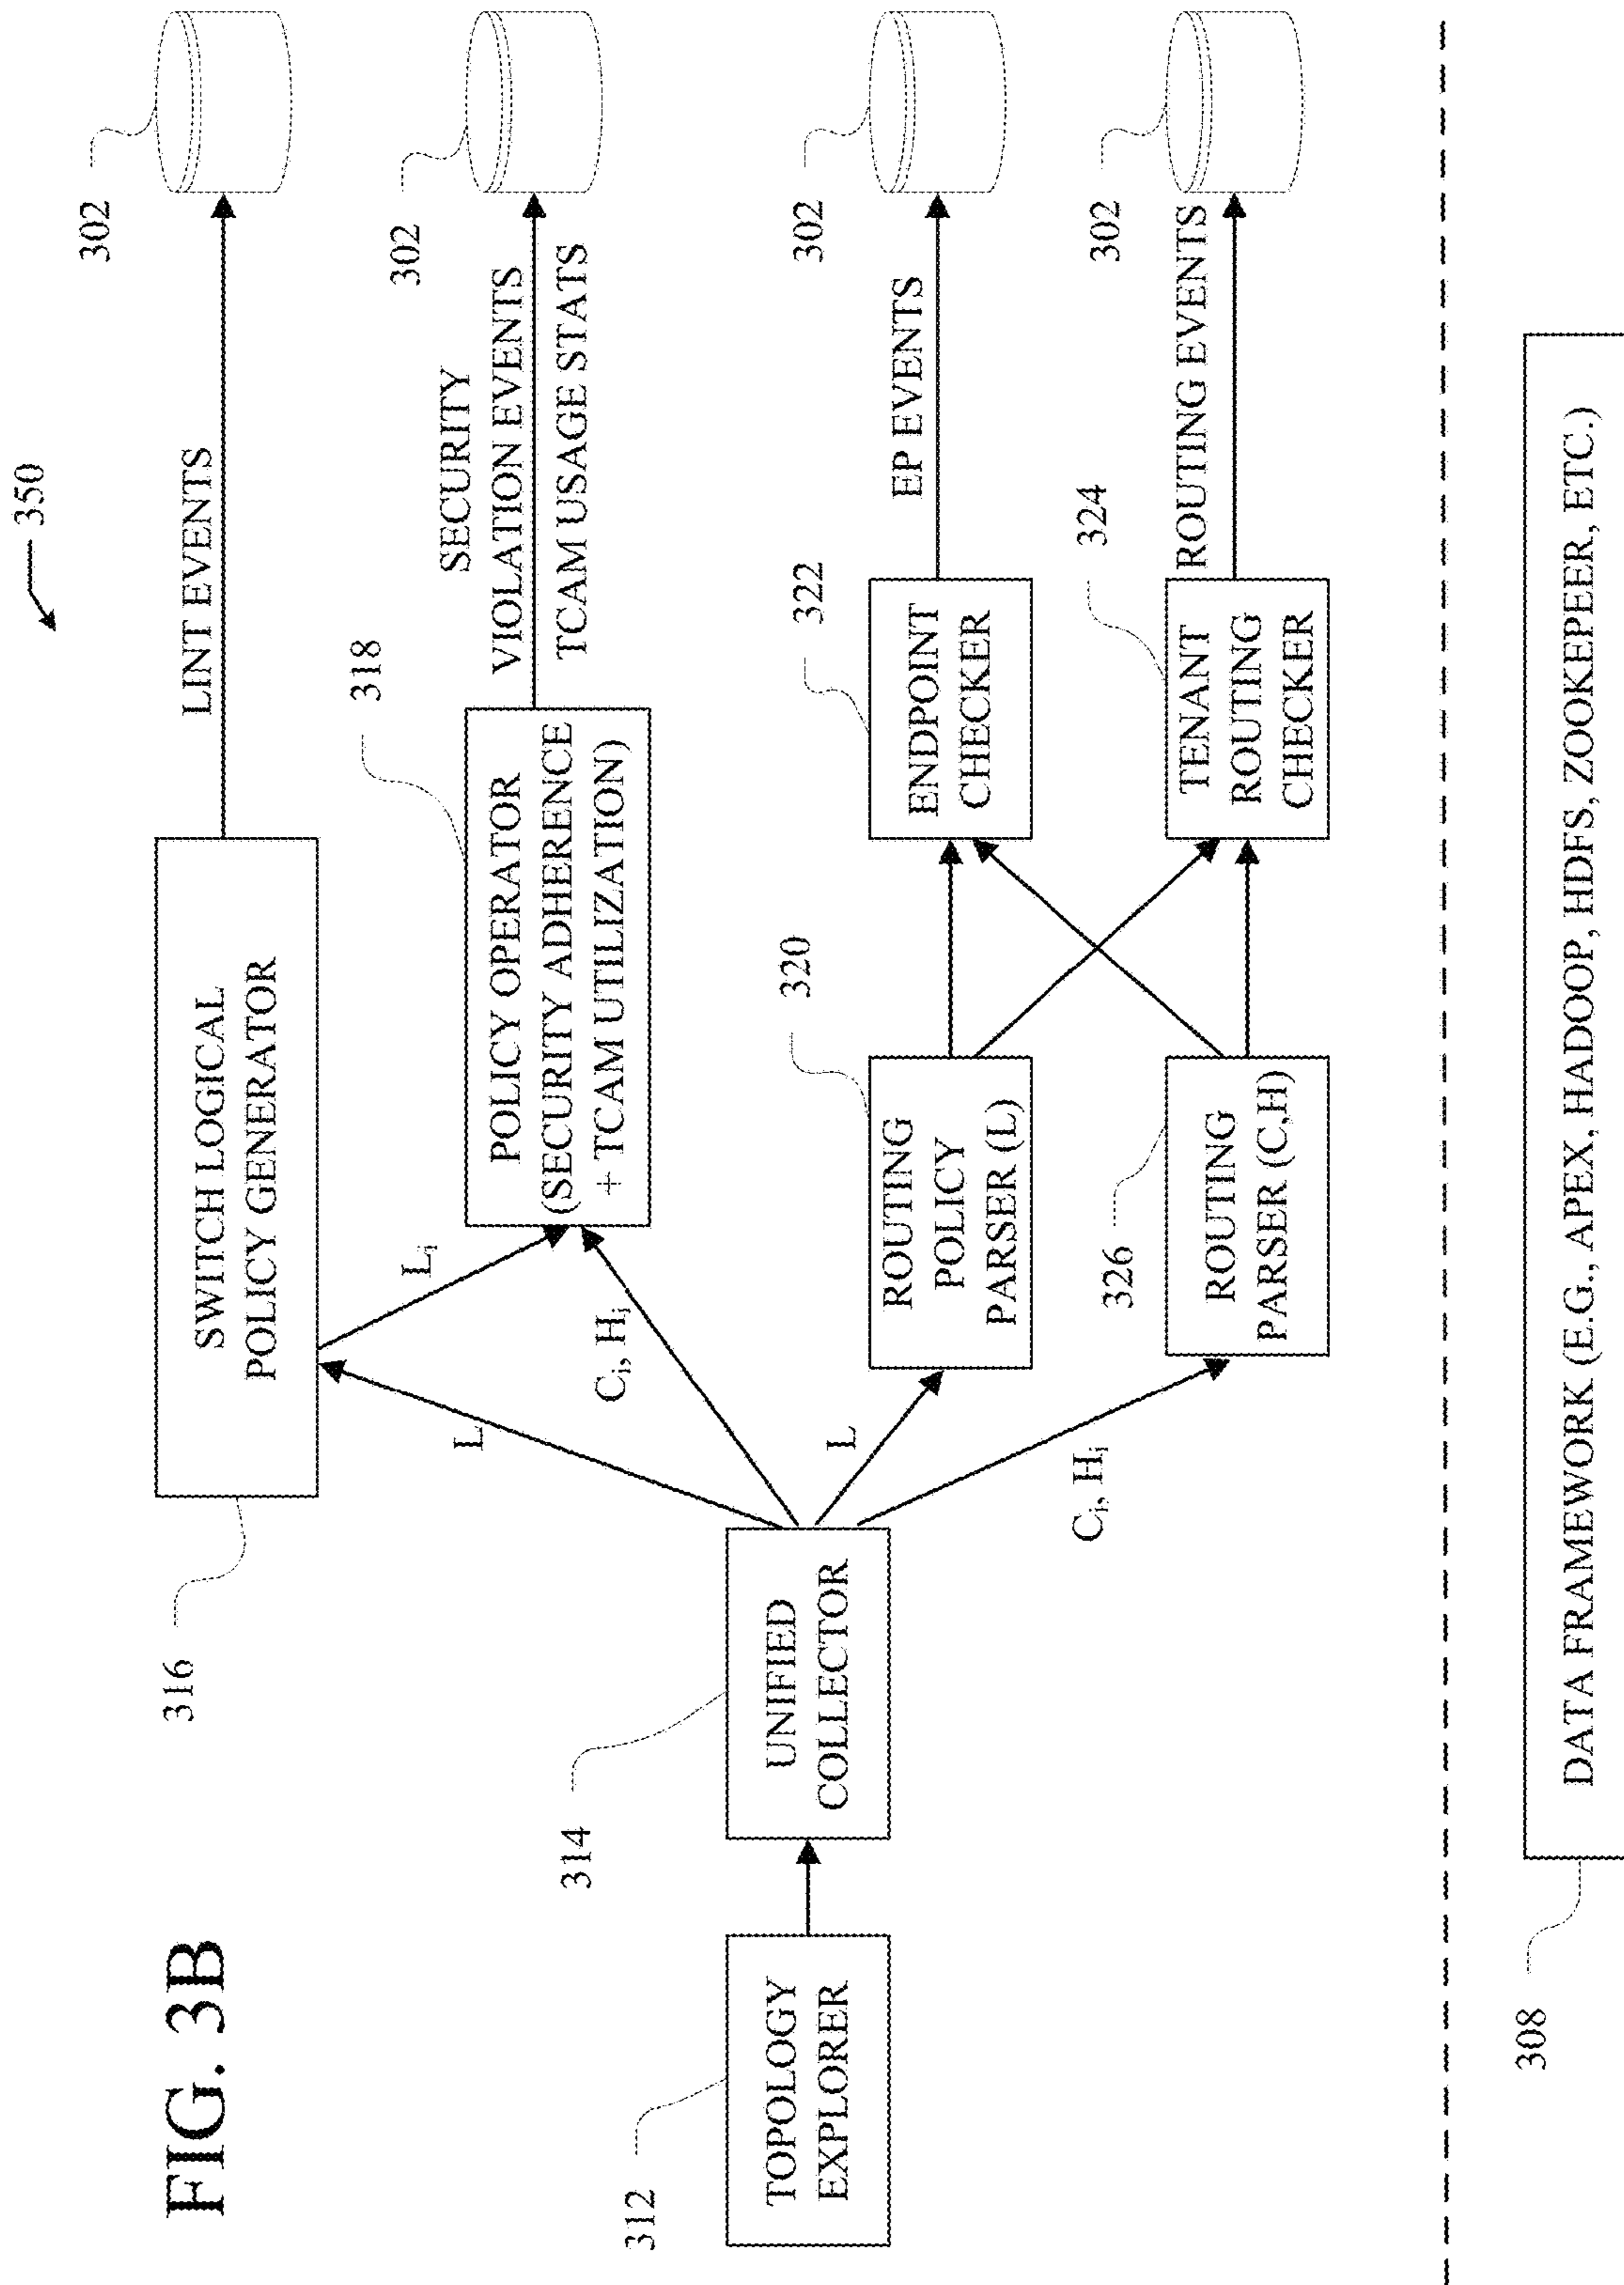 FIG. 3B
350
302
LINT EVENTS
SWITCH LOGICAL
POLICY GENERATOR
316
302
SECURITY
VIOLATION EVENTS
TCAM USAGE STATS
318
POLICY OPERATOR
(SECURITY ADHERENCE
+ TCAM UTILIZATION)
L
Lᵢ
Cᵢ, Hᵢ
312
TOPOLOGY
EXPLORER
314
UNIFIED
COLLECTOR
L
Cᵢ, Hᵢ
320
ROUTING
POLICY
PARSER (L)
322
ENDPOINT
CHECKER
EP EVENTS
302
326
ROUTING
PARSER (C,H)
324
TENANT
ROUTING
CHECKER
ROUTING EVENTS
302
308
DATA FRAMEWORK (E.G., APEX, HADOOP, HDFS, ZOOKEPEER, ETC.)